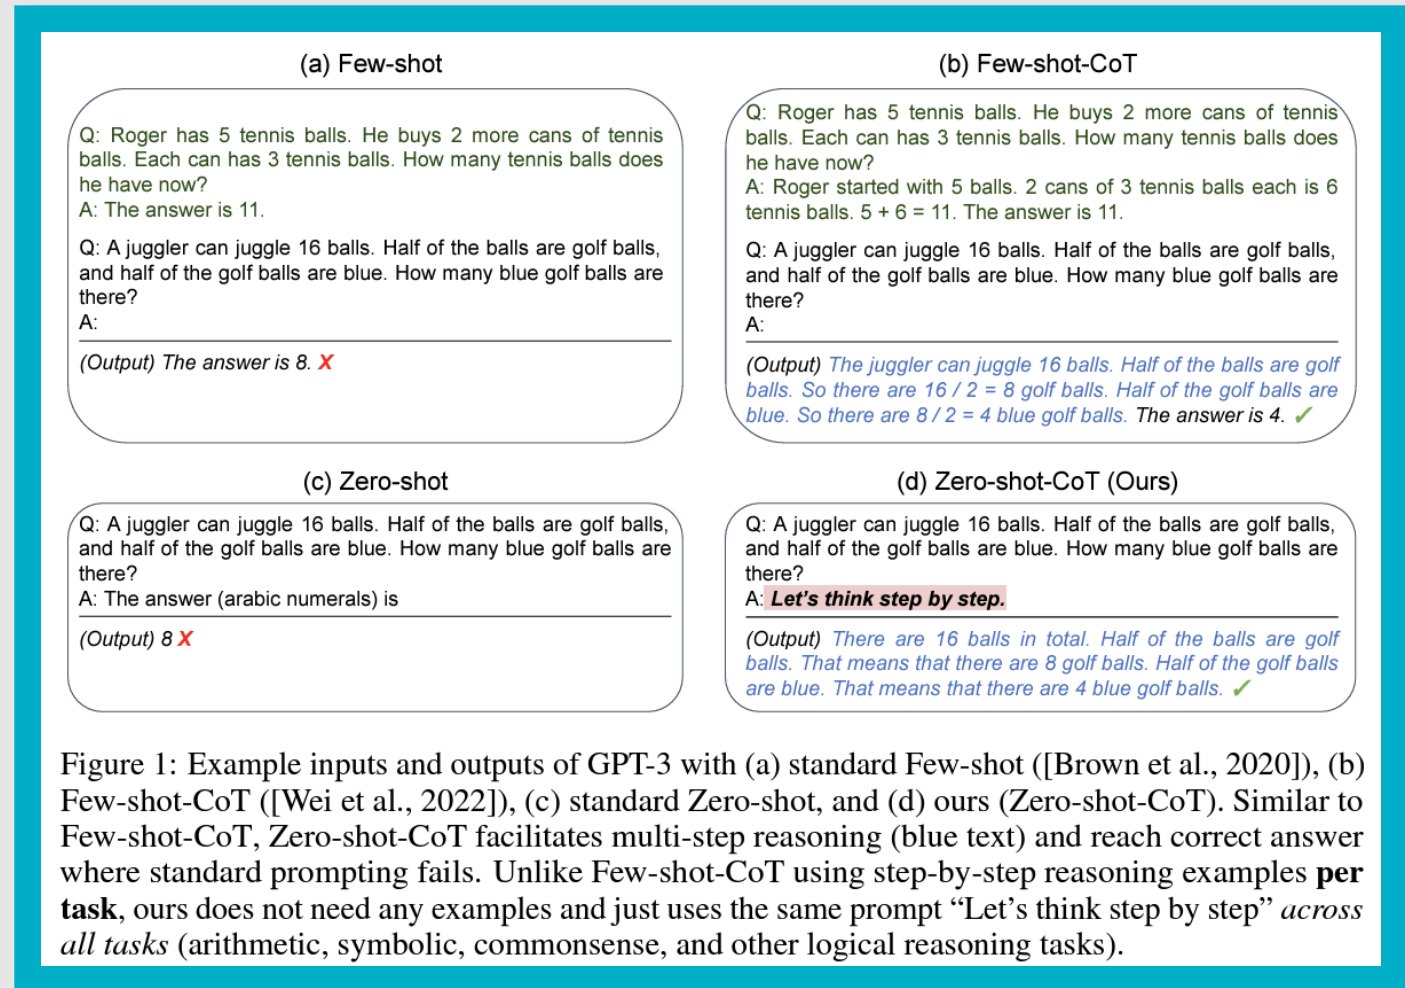 (a) Few-shot
Q: Roger has 5 tennis balls. He buys 2 more cans of tennis
balls. Each can has 3 tennis balls. How many tennis balls does
he have now?
A: The answer is 11.
Q: A juggler can juggle 16 balls. Half of the balls are golf balls,
and half of the golf balls are blue. How many blue golf balls are
there?
A:
(Output) The answer is 8. X
(b) Few-shot-CoT
Q: Roger has 5 tennis balls. He buys 2 more cans of tennis
balls. Each can has 3 tennis balls. How many tennis balls does
he have now?
A: Roger started with 5 balls. 2 cans of 3 tennis balls each is 6
tennis balls. 5 + 6 = 11. The answer is 11.
Q: A juggler can juggle 16 balls. Half of the balls are golf balls,
and half of the golf balls are blue. How many blue golf balls are
there?
A:
(Output) The juggler can juggle 16 balls. Half of the balls are golf
balls. So there are 16 / 2 = 8 golf balls. Half of the golf balls are
blue. So there are 8 / 2 = 4 blue golf balls. The answer is 4. ✓
(c) Zero-shot
Q: A juggler can juggle 16 balls. Half of the balls are golf balls,
and half of the golf balls are blue. How many blue golf balls are
there?
A: The answer (arabic numerals) is
(Output) 8 X
(d) Zero-shot-CoT (Ours)
Q: A juggler can juggle 16 balls. Half of the balls are golf balls,
and half of the golf balls are blue. How many blue golf balls are
there?
A: Let's think step by step.
(Output) There are 16 balls in total. Half of the balls are golf
balls. That means that there are 8 golf balls. Half of the golf balls
are blue. That means that there are 4 blue golf balls. ✓
Figure 1: Example inputs and outputs of GPT-3 with (a) standard Few-shot ([Brown et al., 2020]), (b)
Few-shot-CoT ([Wei et al., 2022]), (c) standard Zero-shot, and (d) ours (Zero-shot-CoT). Similar to
Few-shot-CoT, Zero-shot-CoT facilitates multi-step reasoning (blue text) and reach correct answer
where standard prompting fails. Unlike Few-shot-CoT using step-by-step reasoning examples per
task, ours does not need any examples and just uses the same prompt “Let's think step by step” across
all tasks (arithmetic, symbolic, commonsense, and other logical reasoning tasks).